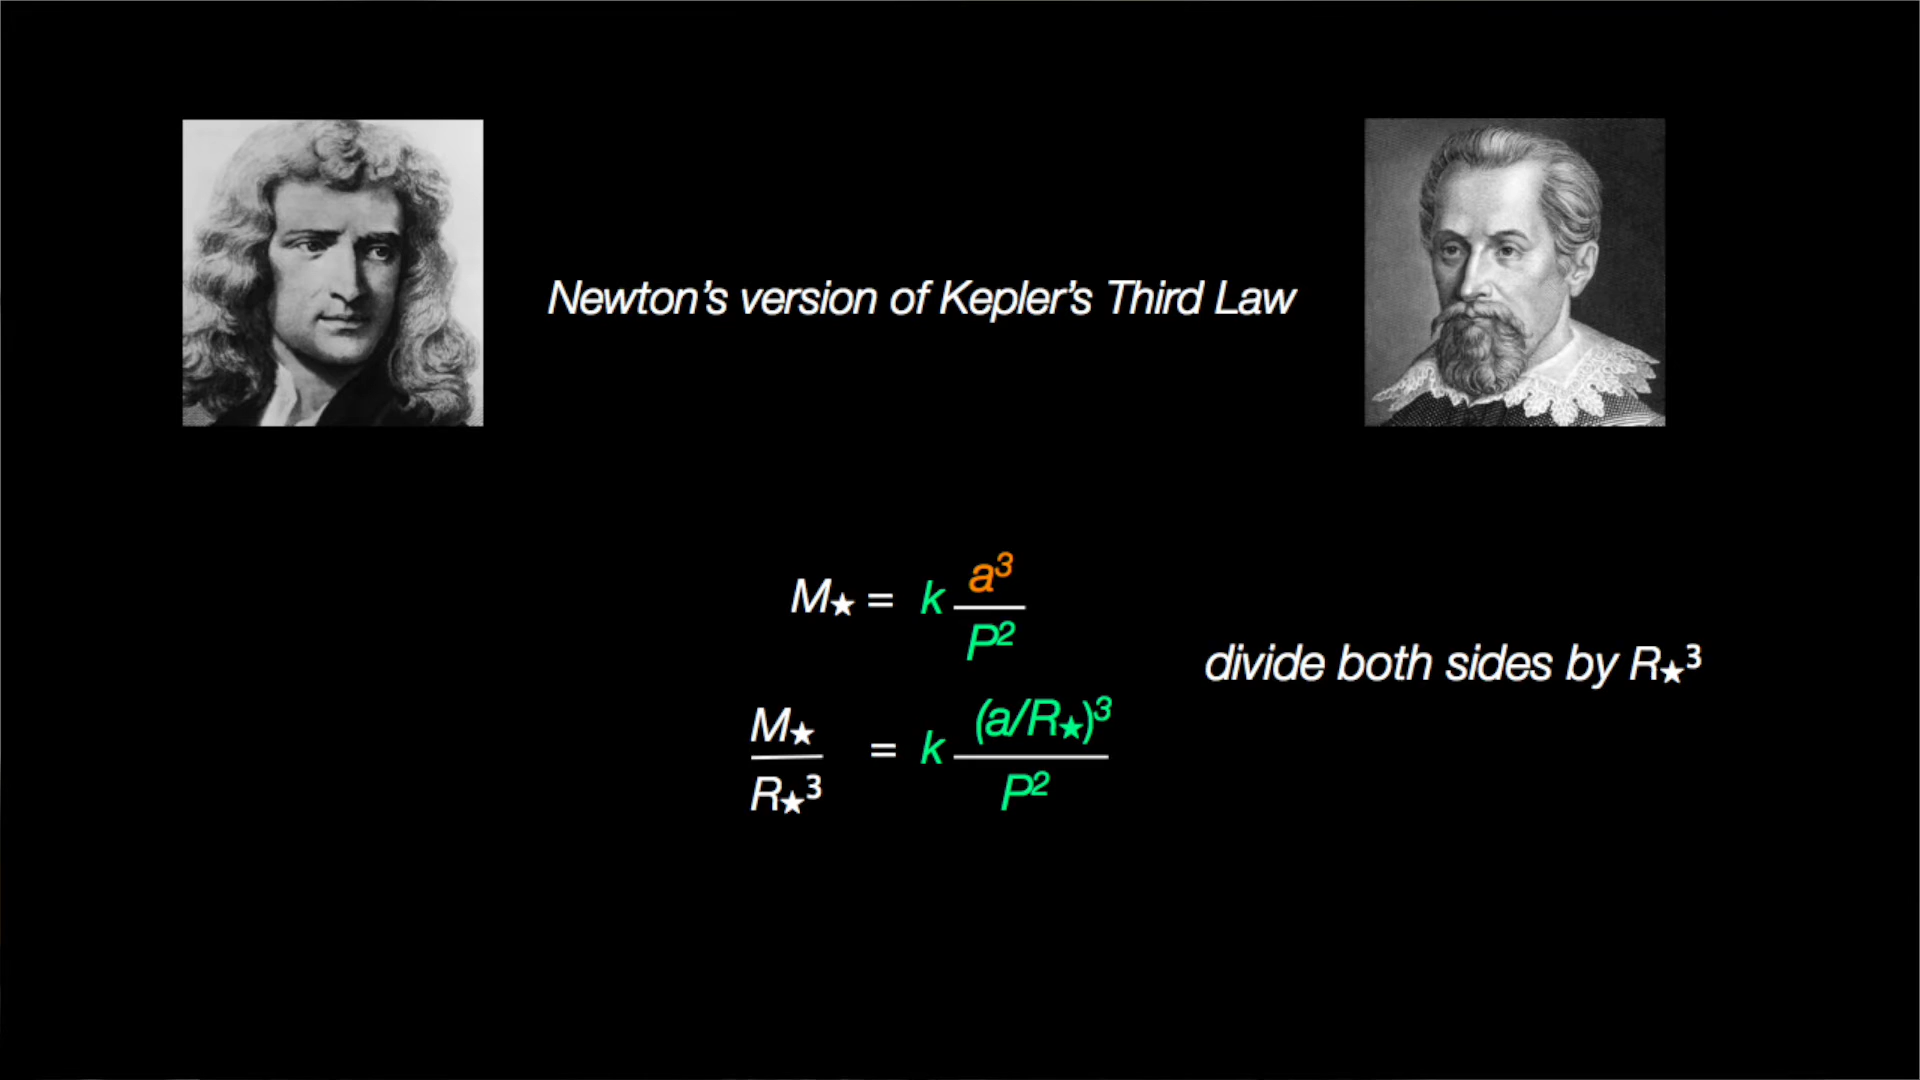 Newton's version of Kepler's Third Law
M★ = k a³/P²
divide both sides by R★³
M★/R★³ = k (a/R★)³/P²